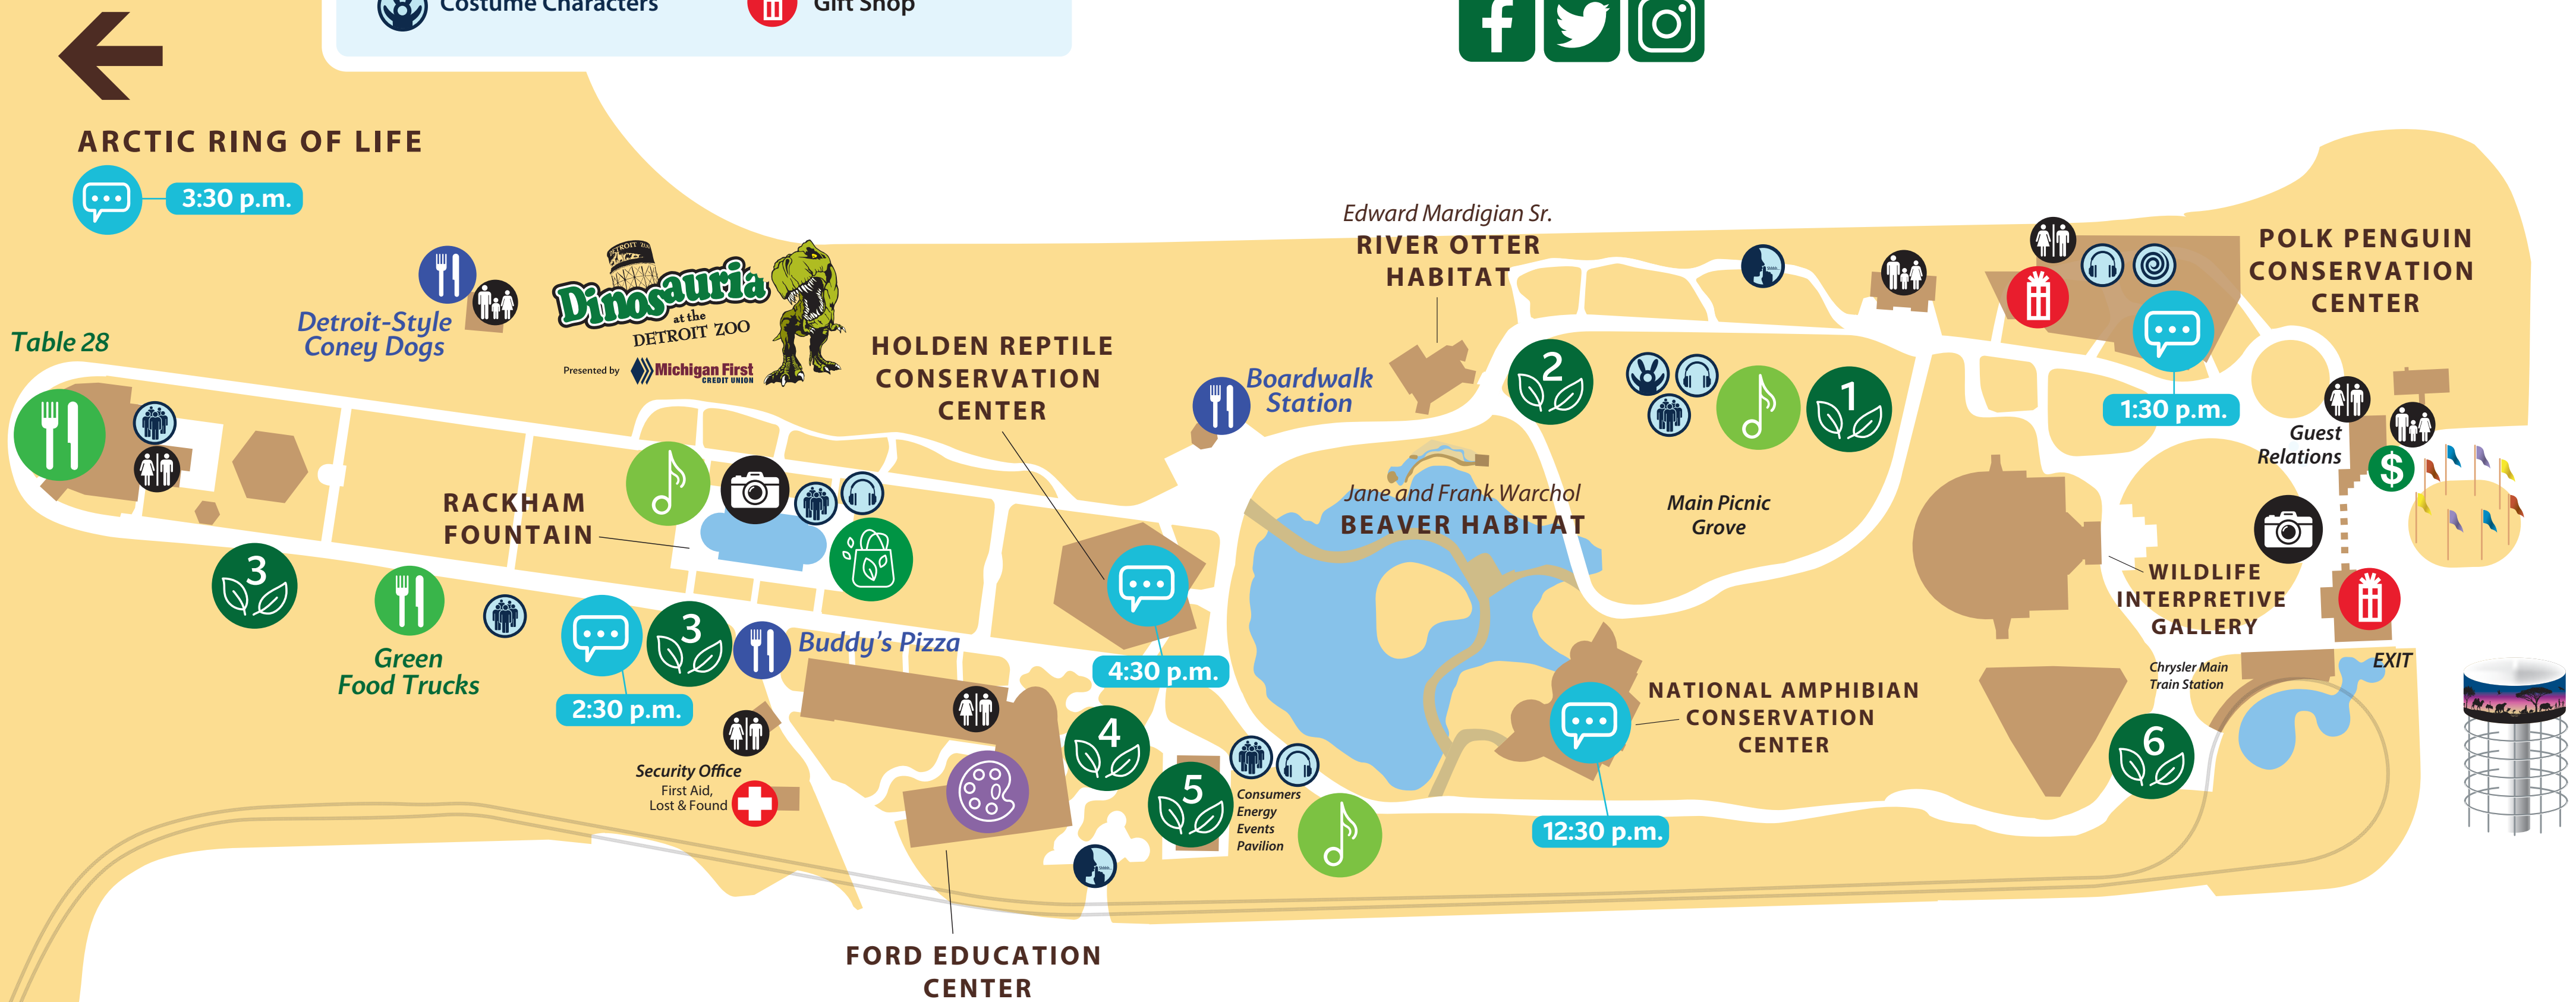 Costume Characters
Gift Shop
ARCTIC RING OF LIFE
3:30 p.m.
Detroit-Style
Coney Dogs
Table 28
DETROIT ZOO
Dinosauria
at the
DETROIT ZOO
Presented by
Michigan First
CREDIT UNION
HOLDEN REPTILE
CONSERVATION
CENTER
Edward Mardigian Sr.
RIVER OTTER
HABITAT
POLK PENGUIN
CONSERVATION
CENTER
1:30 p.m.
Boardwalk
Station
2
1
Guest
Relations
$
RACKHAM
FOUNTAIN
Jane and Frank Warchol
BEAVER HABITAT
Main Picnic
Grove
WILDLIFE
INTERPRETIVE
GALLERY
3
Green
Food Trucks
2:30 p.m.
3
Buddy's Pizza
4:30 p.m.
NATIONAL AMPHIBIAN
CONSERVATION
CENTER
12:30 p.m.
Chrysler Main
Train Station
EXIT
6
Security Office
First Aid,
Lost & Found
4
5
Consumers
Energy
Events
Pavilion
FORD EDUCATION
CENTER